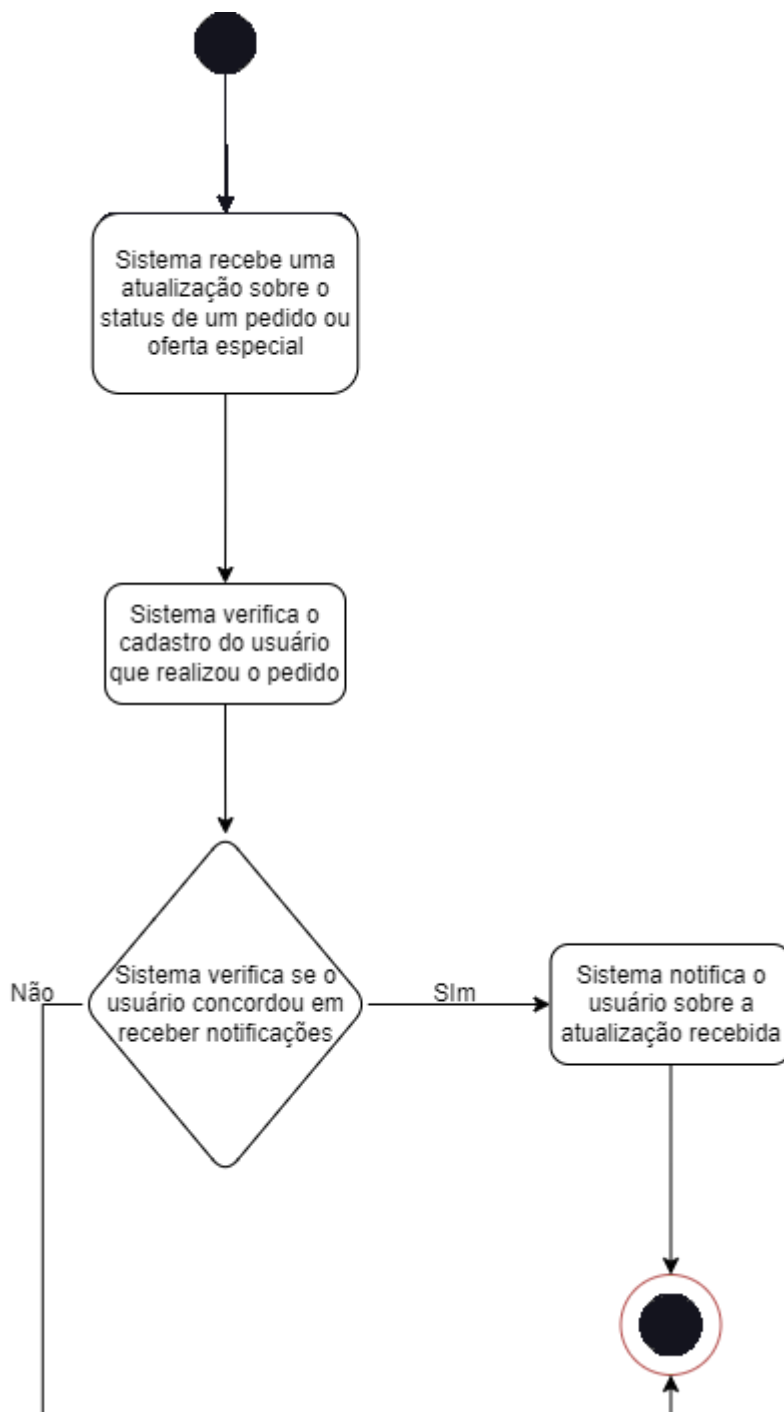 Sistema recebe uma
atualização sobre o
status de um pedido ou
oferta especial
Sistema verifica o
cadastro do usuário
que realizou o pedido
Sistema verifica se o
usuário concordou em
receber notificações
Não
SIm
Sistema notifica o
usuário sobre a
atualização recebida